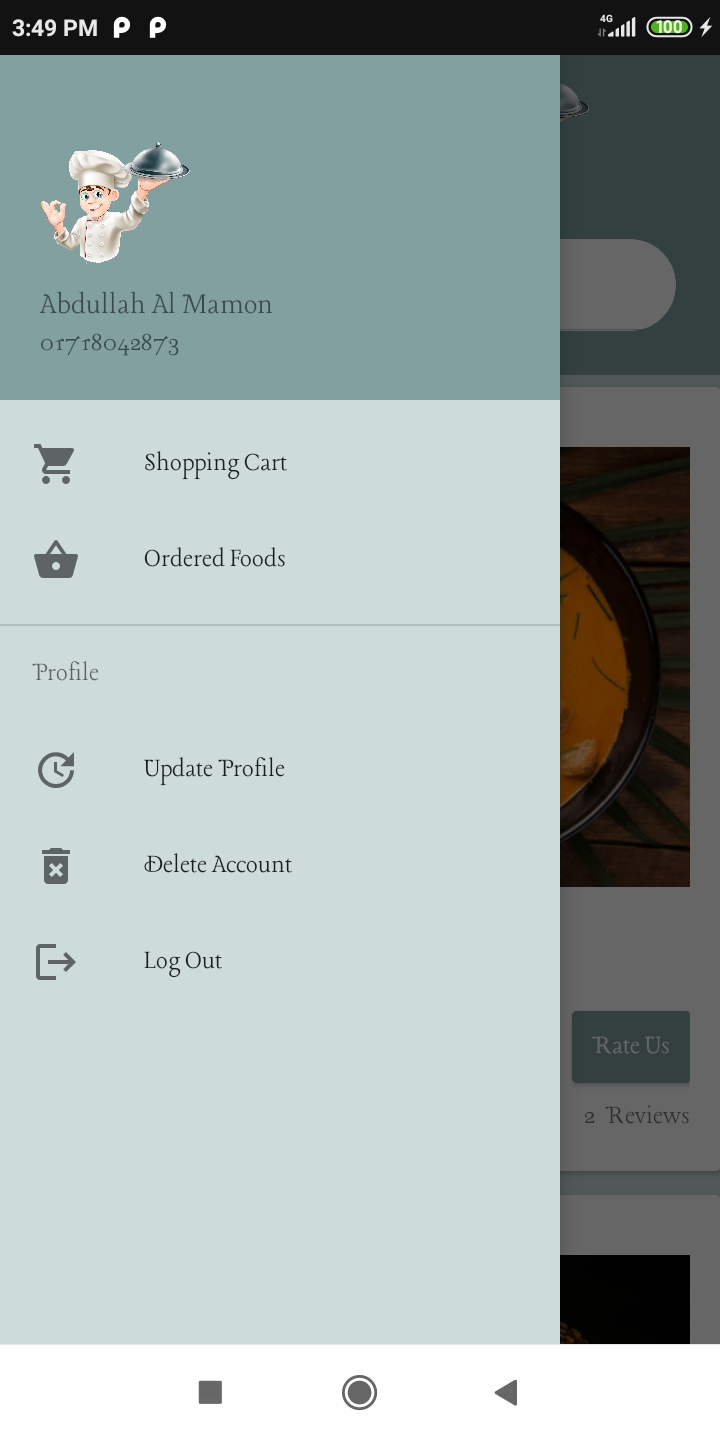 3:49 PM
4G
100
Abdullah Al Mamon
01718042873
Shopping Cart
Ordered Foods
Profile
Update Profile
Delete Account
Log Out
Rate Us
2 Reviews